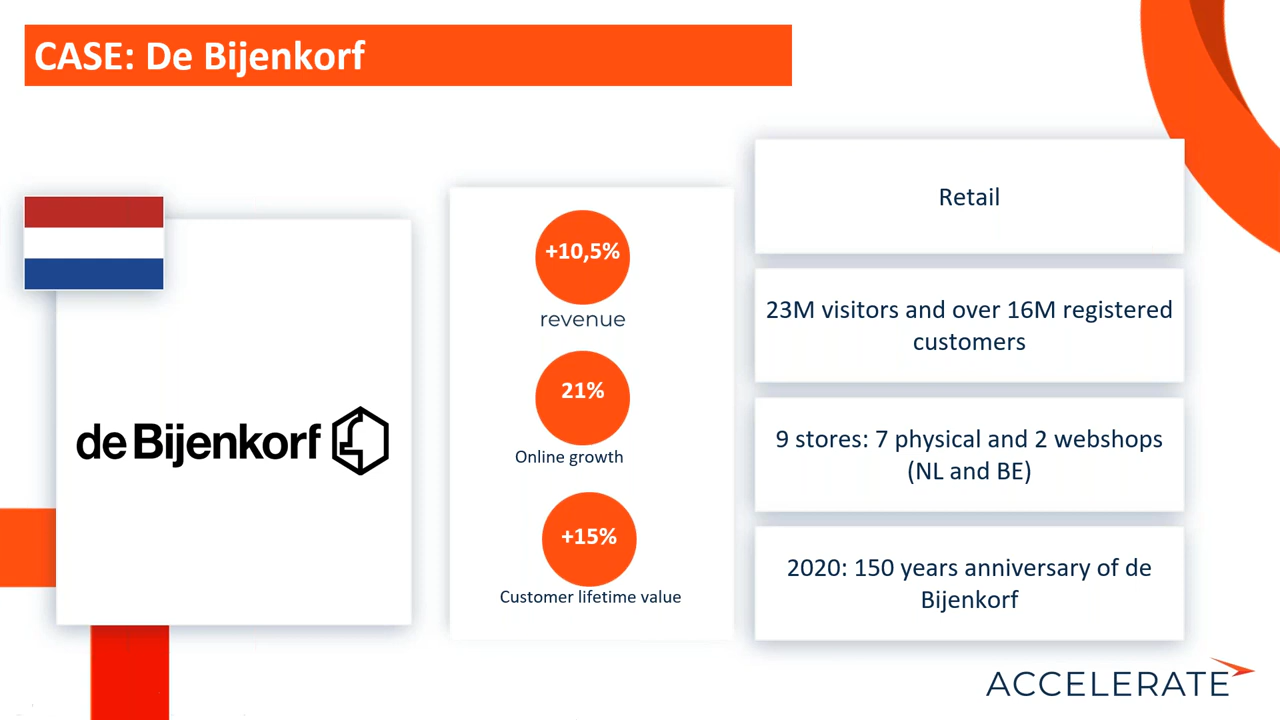 CASE: De Bijenkorf
de Bijenkorf
+10,5%
revenue
21%
Online growth
+15%
Customer lifetime value
Retail
23M visitors and over 16M registered
customers
9 stores: 7 physical and 2 webshops
(NL and BE)
2020: 150 years anniversary of de
Bijenkorf
ACCELERATE